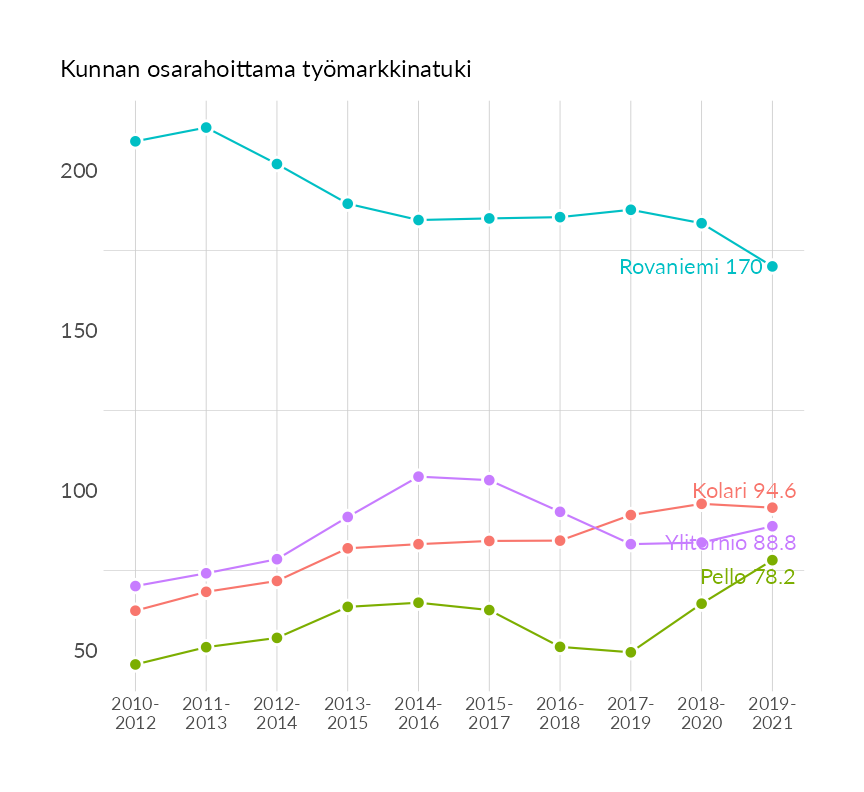 Kunnan osarahoittama työmarkkinatuki
200
150
100
50
Rovaniemi 170
Kolari 94.6
Ylitornio 88.8
Pello 78.2
2010- 2011- 2012- 2013- 2014- 2015- 2016- 2017- 2018- 2019-
2012 2013 2014 2015 2016 2017 2018 2019 2020 2021